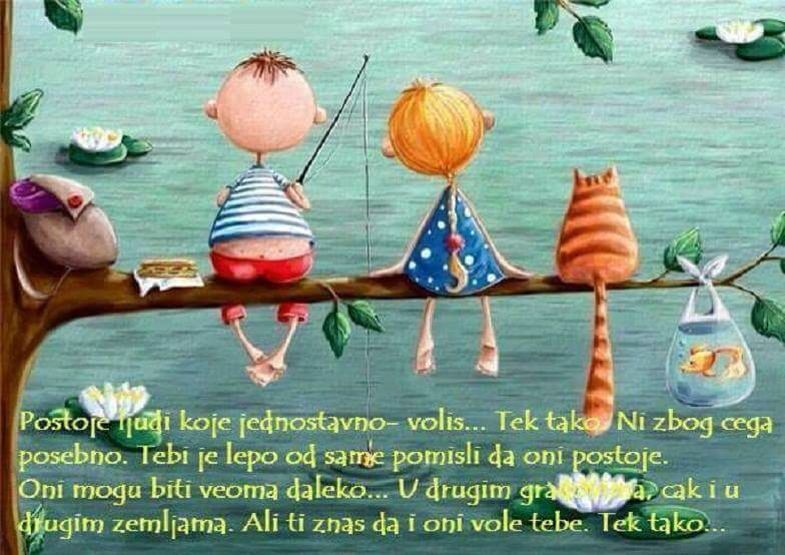 Postoje ljudi koje jednostavno- volis... Tek tako. Ni zbog cega
posebno. Tebi je lepo od same pomisli da oni postoje.
Oni mogu biti veoma daleko... U drugim gradovima, cak i u
drugim zemljama. Ali ti znas da i oni vole tebe. Tek tako...